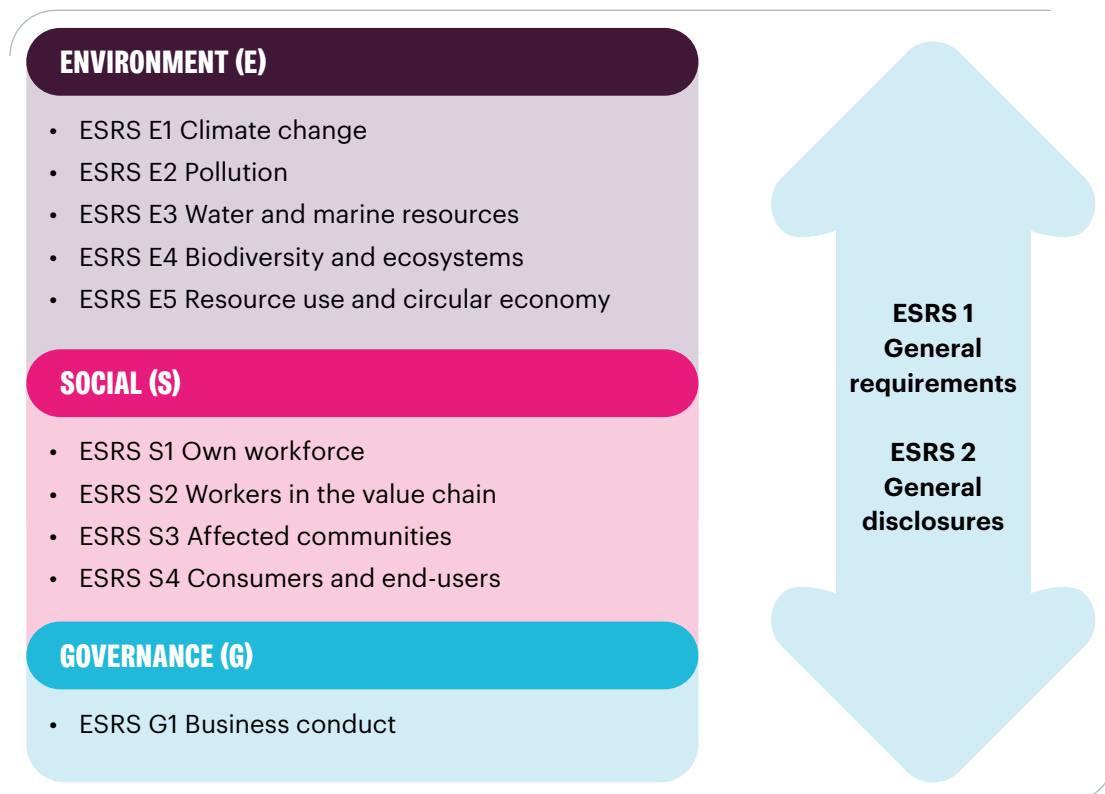 ENVIRONMENT (E)
• ESRS E1 Climate change
• ESRS E2 Pollution
• ESRS E3 Water and marine resources
• ESRS E4 Biodiversity and ecosystems
• ESRS E5 Resource use and circular economy
SOCIAL (S)
• ESRS S1 Own workforce
• ESRS S2 Workers in the value chain
• ESRS S3 Affected communities
• ESRS S4 Consumers and end-users
GOVERNANCE (G)
• ESRS G1 Business conduct
ESRS 1
General
requirements
ESRS 2
General
disclosures